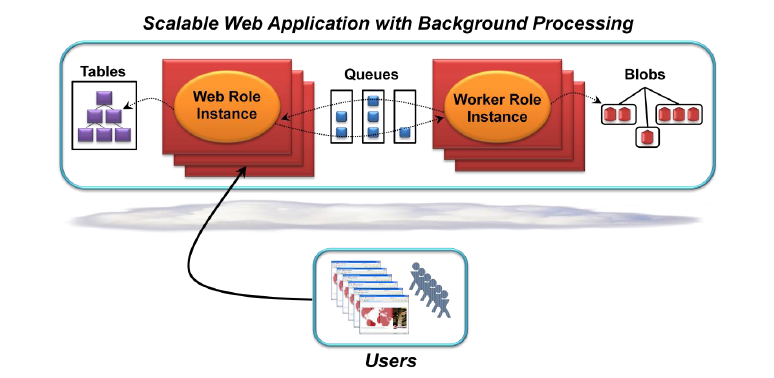 Scalable Web Application with Background Processing
Tables
Web Role
Instance
Queues
Worker Role
Instance
Blobs
Users